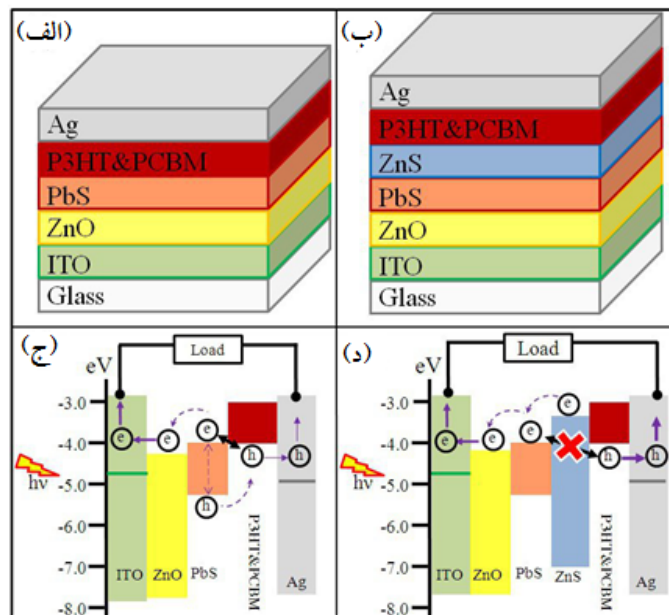 (الف)
Ag
P3HT&PCBM
PbS
ZnO
ITO
Glass
(ب)
Ag
P3HT&PCBM
ZnS
PbS
ZnO
ITO
Glass
(ج)
Load
eV
-3.0
-4.0
-5.0
-6.0
-7.0
-8.0
hν
e
e
e
h
h
h
ITO
ZnO
PbS
P3HT&PCBM
Ag
(د)
Load
eV
-3.0
-4.0
-5.0
-6.0
-7.0
-8.0
hν
e
e
e
e
h
h
ITO
ZnO
PbS
ZnS
P3HT&PCBM
Ag